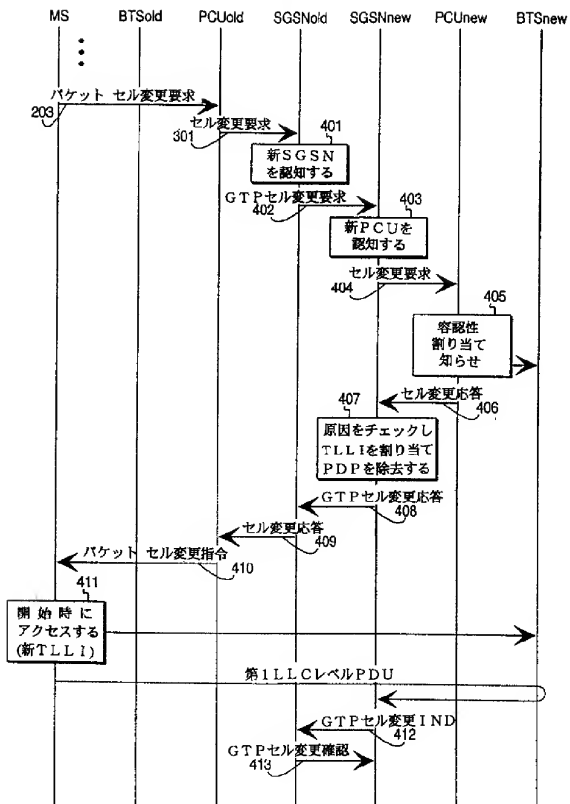 MS BTSold PCUold SGSNold SGSNnew PCUnew BTSnew
パケット セル変更要求
203
セル変更要求
301
401
新SGSN
を認知する
GTPセル変更要求
402
403
新PCUを
認知する
セル変更要求
404
405
容認性
割り当て
知らせ
セル変更応答
406
407
原因をチェックし
TLLIを割り当て
PDPを除去する
GTPセル変更応答
408
セル変更応答
409
パケット セル変更指令
410
411
開始時に
アクセスする
(新TLLI)
第1LLCレベルPDU
GTPセル変更IND
412
GTPセル変更確認
413